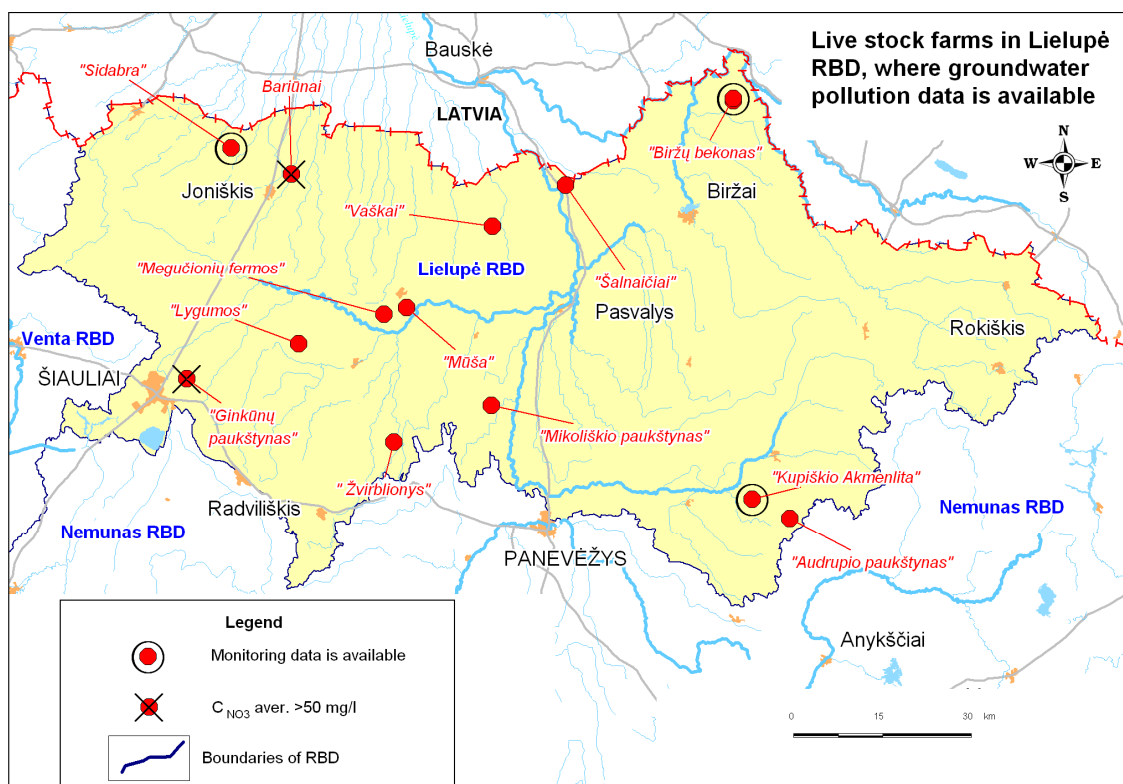 Live stock farms in Lielupė
RBD, where groundwater
pollution data is available
Lielupė
Bauskė
"Sidabra"
Bariūnai
LATVIA
N
W
E
S
"Biržų bekonas"
Joniškis
Biržai
"Vaškai"
"Megučionių fermos"
Lielupė RBD
"Šalnaičiai"
"Lygumos"
Pasvalys
Rokiškis
Venta RBD
"Mūša"
ŠIAULIAI
"Ginkūnų
paukštynas"
"Mikoliškio paukštynas"
"Kupiškio Akmenlita"
" Žvirblionys"
Radviliškis
Nemunas RBD
Nemunas RBD
PANEVĖŽYS
"Audrupio paukštynas"
Anykščiai
Legend
Monitoring data is available
C NO3 aver. >50 mg/l
Boundaries of RBD
0 15 30 km